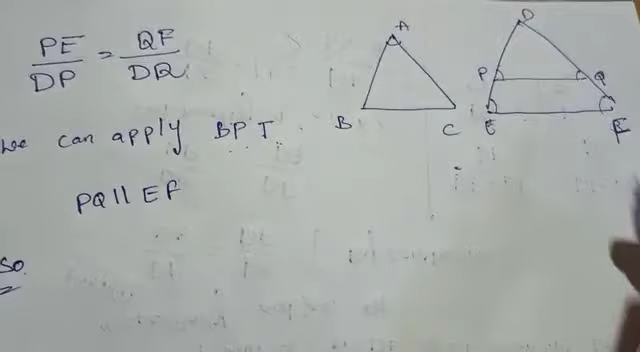 PE/DP = QF/DQ
We can apply BPT
PQ || EF
So
A
B
C
D
P
Q
E
F